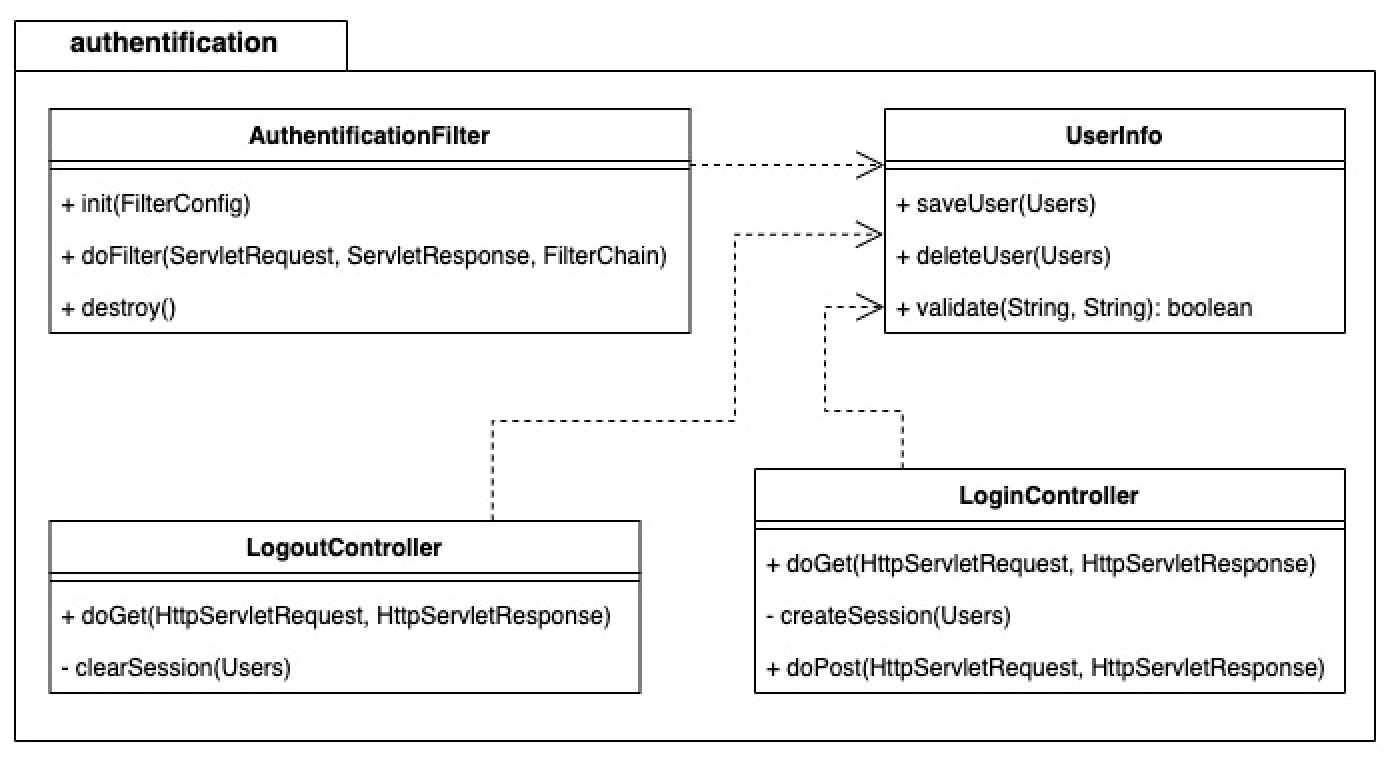 authentification
AuthentificationFilter
+ init(FilterConfig)
+ doFilter(ServletRequest, ServletResponse, FilterChain)
+ destroy()
UserInfo
+ saveUser(Users)
+ deleteUser(Users)
+ validate(String, String): boolean
LogoutController
+ doGet(HttpServletRequest, HttpServletResponse)
- clearSession(Users)
LoginController
+ doGet(HttpServletRequest, HttpServletResponse)
- createSession(Users)
+ doPost(HttpServletRequest, HttpServletResponse)